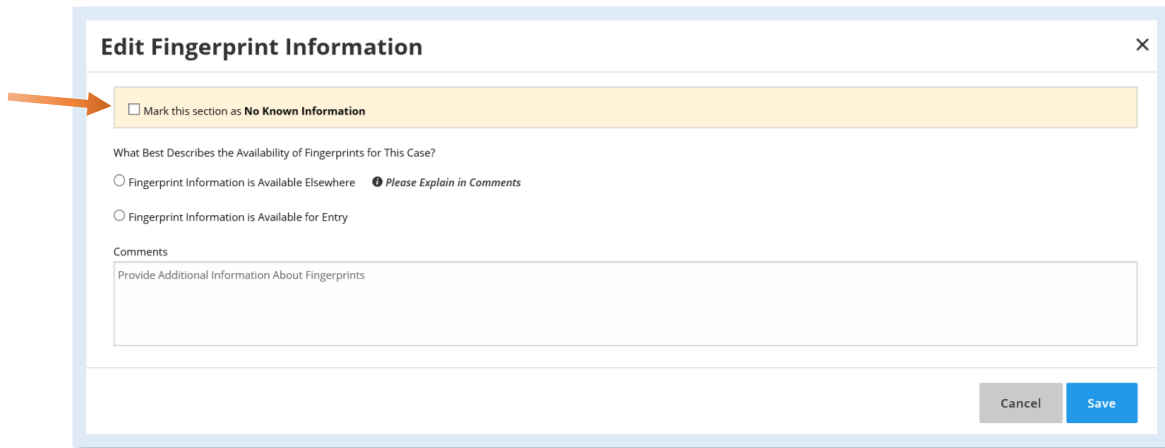 Edit Fingerprint Information
Mark this section as No Known Information
What Best Describes the Availability of Fingerprints for This Case?
Fingerprint Information is Available Elsewhere Please Explain in Comments
Fingerprint Information is Available for Entry
Comments
Provide Additional Information About Fingerprints
Cancel Save